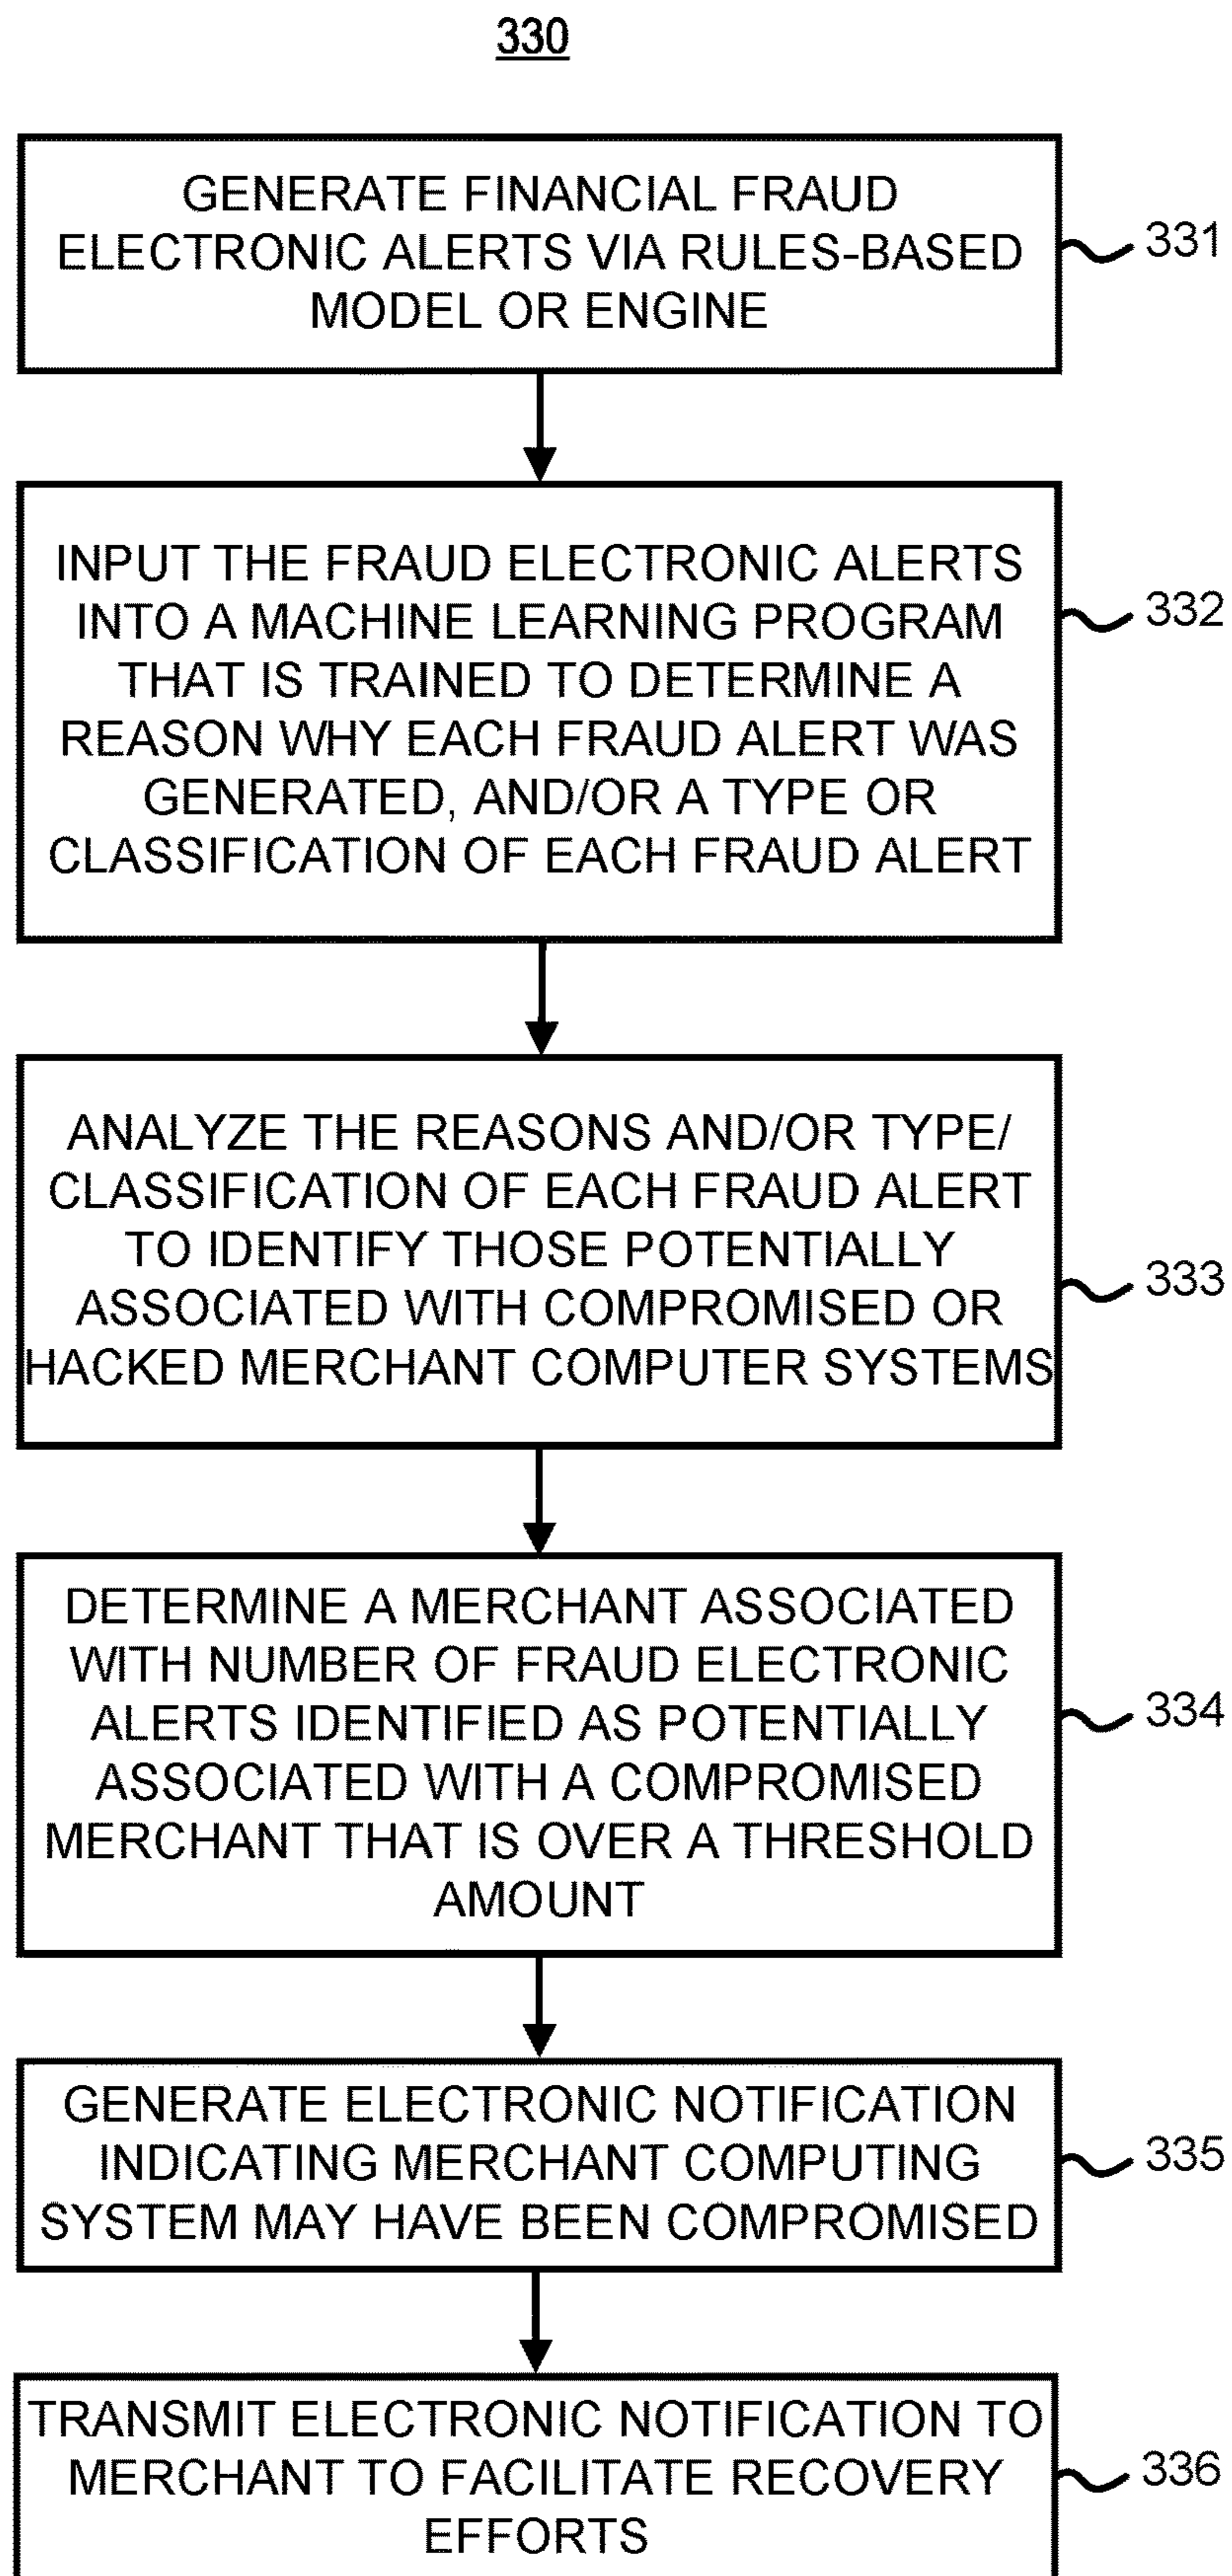 330
GENERATE FINANCIAL FRAUD
ELECTRONIC ALERTS VIA RULES-BASED
MODEL OR ENGINE
331
INPUT THE FRAUD ELECTRONIC ALERTS
INTO A MACHINE LEARNING PROGRAM
THAT IS TRAINED TO DETERMINE A
REASON WHY EACH FRAUD ALERT WAS
GENERATED, AND/OR A TYPE OR
CLASSIFICATION OF EACH FRAUD ALERT
332
ANALYZE THE REASONS AND/OR TYPE/
CLASSIFICATION OF EACH FRAUD ALERT
TO IDENTIFY THOSE POTENTIALLY
ASSOCIATED WITH COMPROMISED OR
HACKED MERCHANT COMPUTER SYSTEMS
333
DETERMINE A MERCHANT ASSOCIATED
WITH NUMBER OF FRAUD ELECTRONIC
ALERTS IDENTIFIED AS POTENTIALLY
ASSOCIATED WITH A COMPROMISED
MERCHANT THAT IS OVER A THRESHOLD
AMOUNT
334
GENERATE ELECTRONIC NOTIFICATION
INDICATING MERCHANT COMPUTING
SYSTEM MAY HAVE BEEN COMPROMISED
335
TRANSMIT ELECTRONIC NOTIFICATION TO
MERCHANT TO FACILITATE RECOVERY
EFFORTS
336